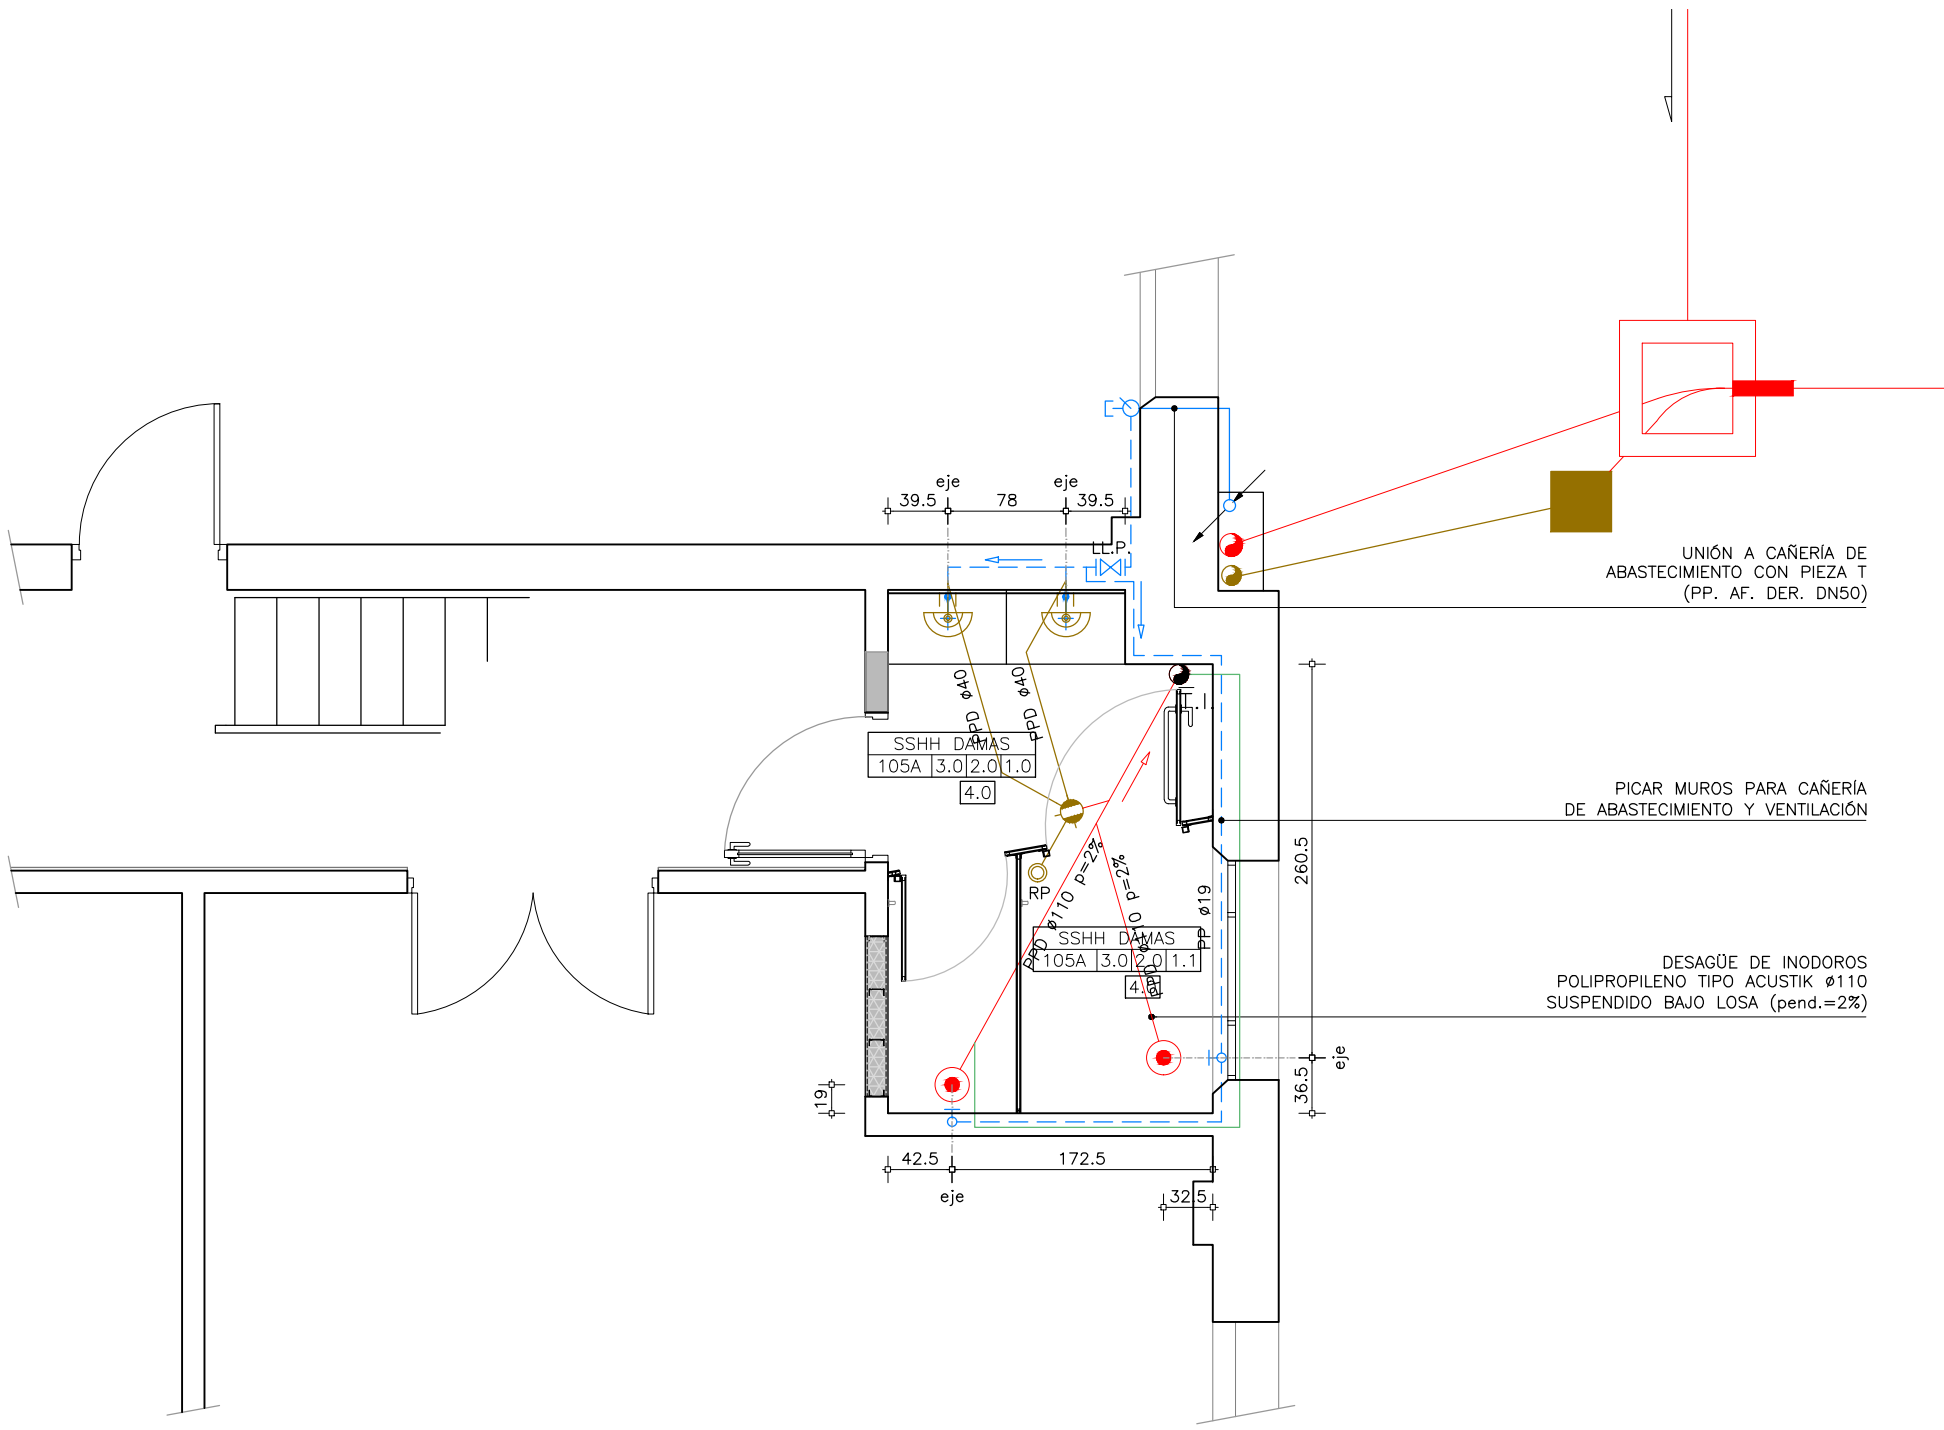 eje
eje
39.5
78
39.5
LL.P.
UNIÓN A CAÑERÍA DE
ABASTECIMIENTO CON PIEZA T
(PP. AF. DER. DN50)
PPD ø40
PPD ø40
T.I.
SSHH DAMAS
105A 3.0 2.0 1.0
4.0
PICAR MUROS PARA CAÑERÍA
DE ABASTECIMIENTO Y VENTILACIÓN
260.5
RP
PPD ø110 p=2%
PPD ø110 p=2%
PP ø19
SSHH DAMAS
105A 3.0 2.0 1.1
DESAGÜE DE INODOROS
POLIPROPILENO TIPO ACUSTIK ø110
SUSPENDIDO BAJO LOSA (pend.=2%)
eje
36.5
19
42.5
172.5
eje
32.5